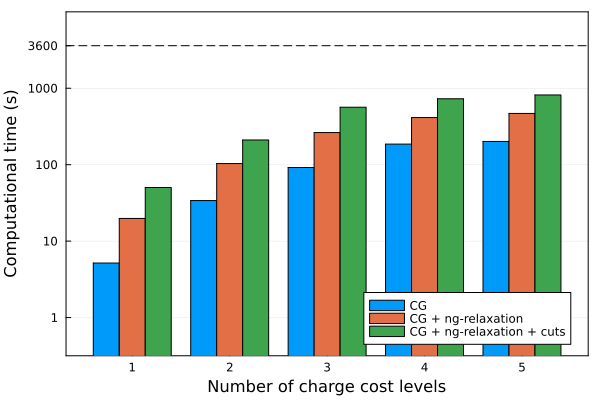 3600
1000
100
10
1
Computational time (s)
1 2 3 4 5
Number of charge cost levels
CG
CG + ng-relaxation
CG + ng-relaxation + cuts